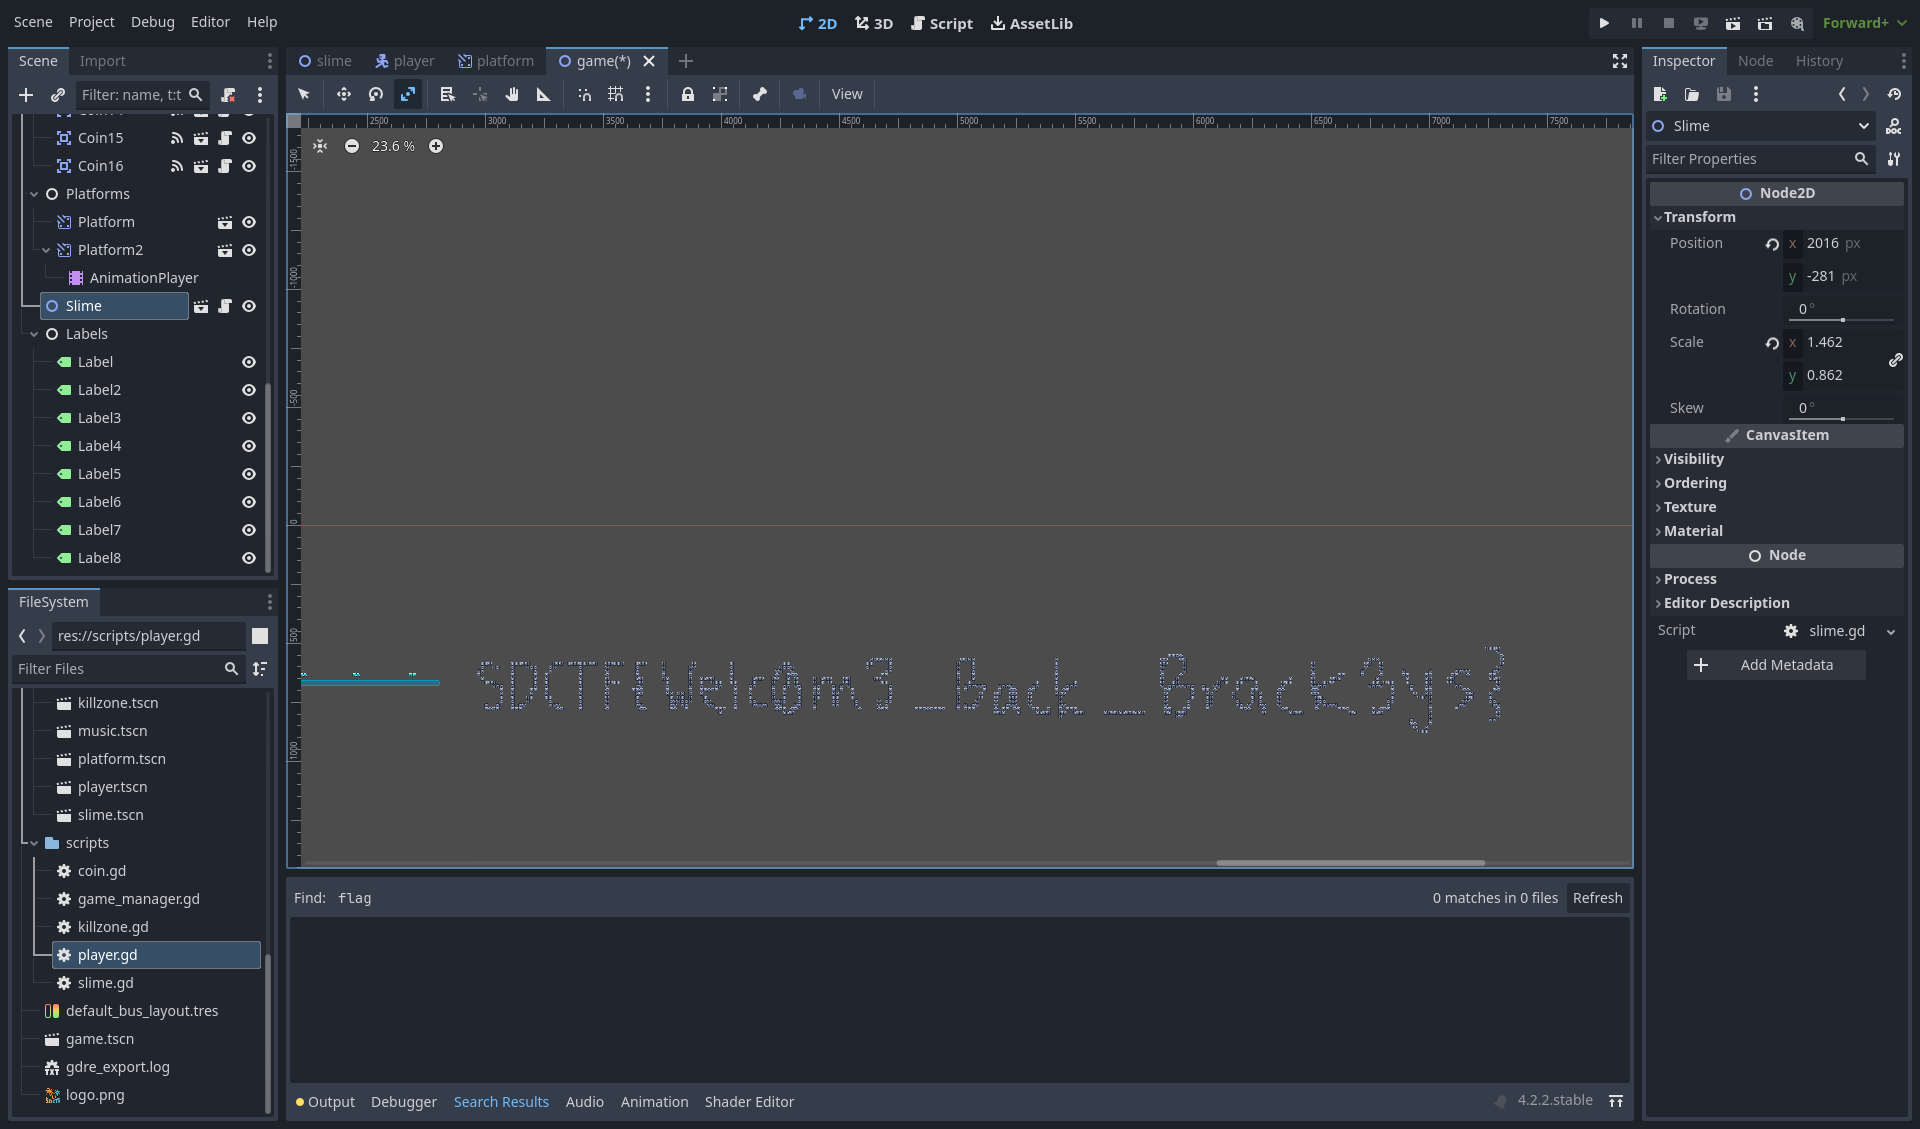 Scene Project Debug Editor Help 2D 3D Script AssetLib Forward+
Scene Import
Filter: name, t:t
Coin15
Coin16
Platforms
Platform
Platform2
AnimationPlayer
Slime
Labels
Label
Label2
Label3
Label4
Label5
Label6
Label7
Label8
FileSystem
res://scripts/player.gd
Filter Files
killzone.tscn
music.tscn
platform.tscn
player.tscn
slime.tscn
scripts
coin.gd
game_manager.gd
killzone.gd
player.gd
slime.gd
default_bus_layout.tres
game.tscn
gdre_export.log
logo.png
slime player platform game(*)
View
2500 3000 3500 4000 4500 5000 5500 6000 6500 7000 7500
-1500
-1000
-500
0
500
1000
23.6 %
Find: flag 0 matches in 0 files Refresh
Output Debugger Search Results Audio Animation Shader Editor 4.2.2.stable
Inspector Node History
Slime
Filter Properties
Node2D
Transform
Position x 2016 px
y -281 px
Rotation 0 °
Scale x 1.462
y 0.862
Skew 0 °
CanvasItem
Visibility
Ordering
Texture
Material
Node
Process
Editor Description
Script slime.gd
Add Metadata